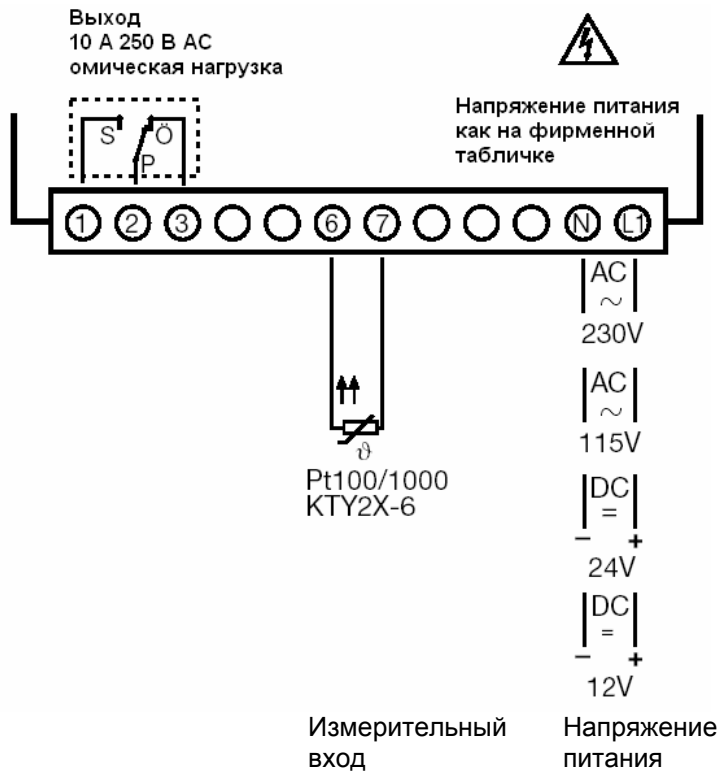 Выход
10 А 250 В АС
омическая нагрузка
Напряжение питания
как на фирменной
табличке
S Ö
P
1 2 3 6 7 N L1
AC
~
230V
AC
~
115V
DC
=
− +
24V
DC
=
− +
12V
ϑ
Pt100/1000
KTY2X-6
Измерительный
вход
Напряжение
питания